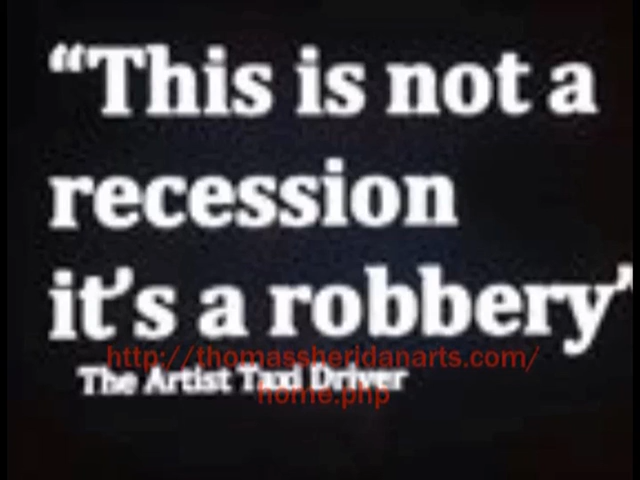 “This is not a
recession
it's a robbery'
http://thomassheridanarts.com/
The Artist Taxi Driver
home.php